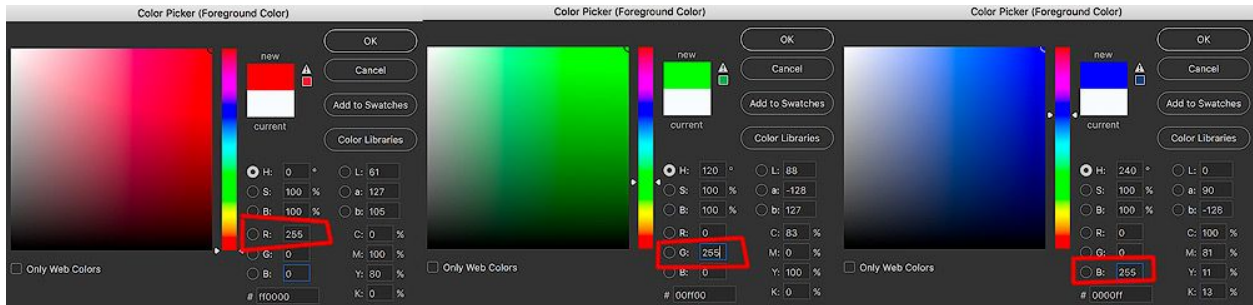 Color Picker (Foreground Color)
new
current
OK
Cancel
Add to Swatches
Color Libraries
H: 0 °
S: 100 %
B: 100 %
R: 255
G: 0
B: 0
L: 61
a: 127
b: 105
C: 0 %
M: 100 %
Y: 80 %
K: 0 %
# ff0000
Only Web Colors
Color Picker (Foreground Color)
new
current
OK
Cancel
Add to Swatches
Color Libraries
H: 120 °
S: 100 %
B: 100 %
R: 0
G: 255
B: 0
L: 88
a: -128
b: 127
C: 83 %
M: 0 %
Y: 100 %
K: 0 %
# 00ff00
Only Web Colors
Color Picker (Foreground Color)
new
current
OK
Cancel
Add to Swatches
Color Libraries
H: 240 °
S: 100 %
B: 100 %
R: 0
G: 0
B: 255
L: 0
a: 90
b: -128
C: 100 %
M: 81 %
Y: 11 %
K: 13 %
# 0000ff
Only Web Colors